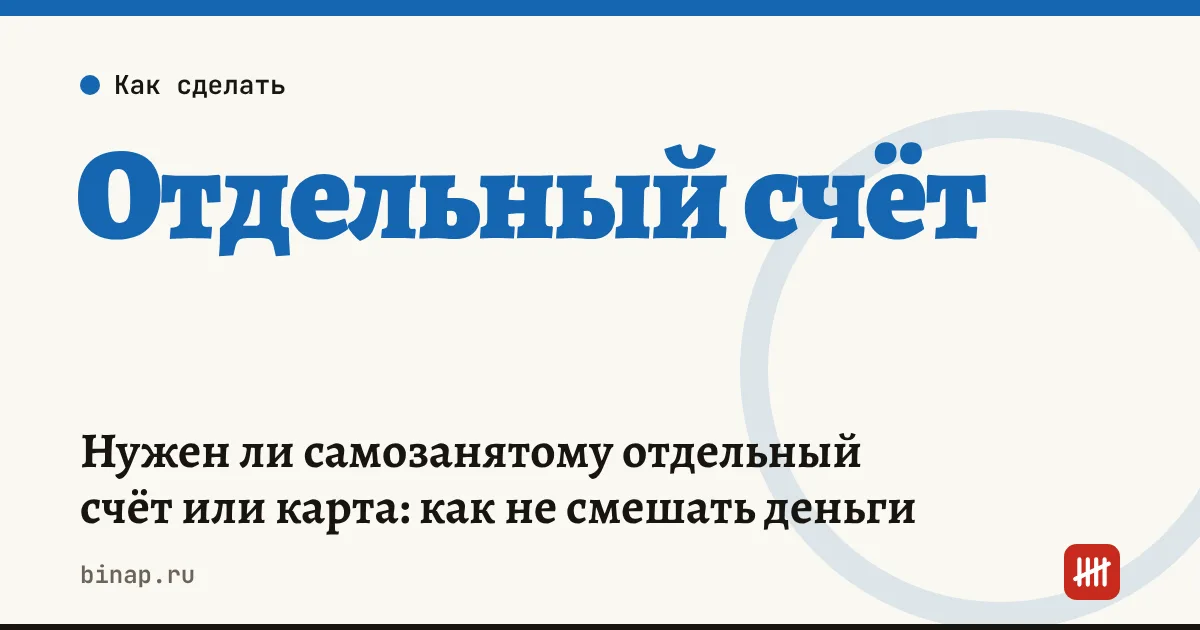 Как сделать
Отдельный счёт
Нужен ли самозанятому отдельный
счёт или карта: как не смешать деньги
binap.ru